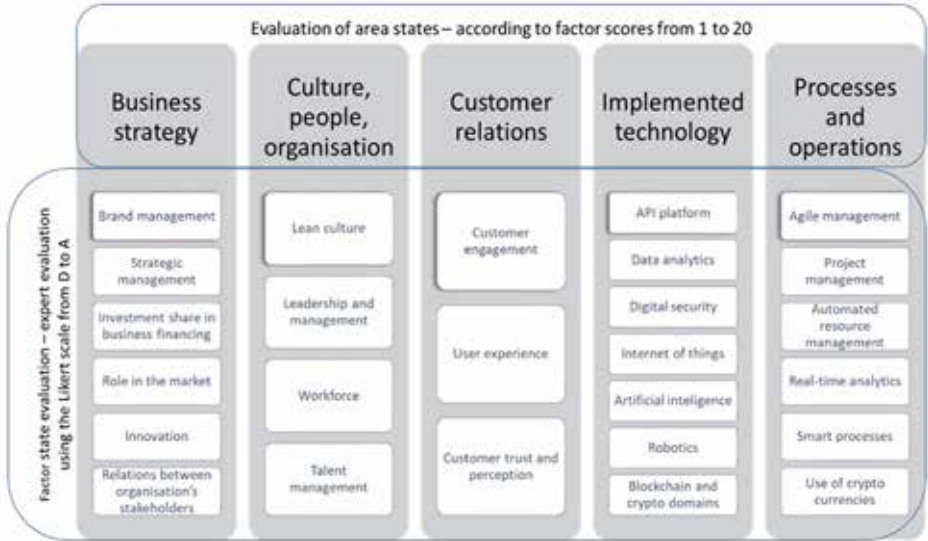 Evaluation of area states – according to factor scores from 1 to 20
Business
strategy
Culture,
people,
organisation
Customer
relations
Implemented
technology
Processes
and
operations
Factor state evaluation – expert evaluation
using the Likert scale from D to A
Brand management
Strategic
management
Investment share in
business financing
Role in the market
Innovation
Relations between
organisation's
stakeholders
Lean culture
Leadership and
management
Workforce
Talent
management
Customer
engagement
User experience
Customer trust and
perception
API platform
Data analytics
Digital security
Internet of things
Artificial inteligence
Robotics
Blockchain and
crypto domains
Agile management
Project
management
Automated
resource
management
Real-time analytics
Smart processes
Use of crypto
currencies